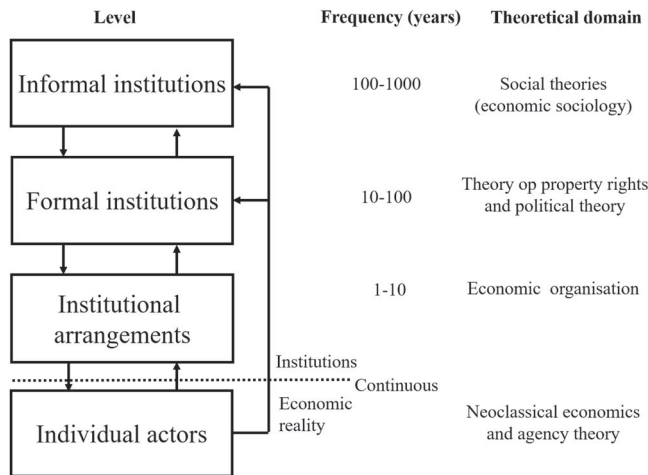 Level Frequency (years) Theoretical domain
Informal institutions 100-1000 Social theories
(economic sociology)
Formal institutions 10-100 Theory op property rights
and political theory
Institutional
arrangements 1-10 Economic organisation
Institutions
Continuous
Economic
reality
Individual actors Neoclassical economics
and agency theory